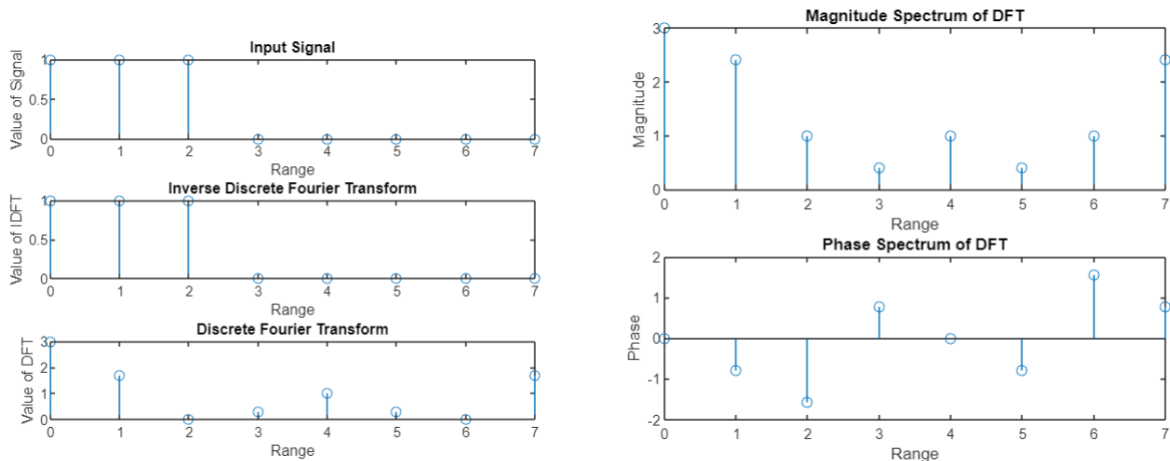 Input Signal
Value of Signal
1
0.5
0
0 1 2 3 4 5 6 7
Range
Inverse Discrete Fourier Transform
Value of IDFT
1
0.5
0
0 1 2 3 4 5 6 7
Range
Discrete Fourier Transform
Value of DFT
3
2
1
0
0 1 2 3 4 5 6 7
Range
Magnitude Spectrum of DFT
Magnitude
3
2
1
0
0 1 2 3 4 5 6 7
Range
Phase Spectrum of DFT
Phase
2
1
0
-1
-2
0 1 2 3 4 5 6 7
Range